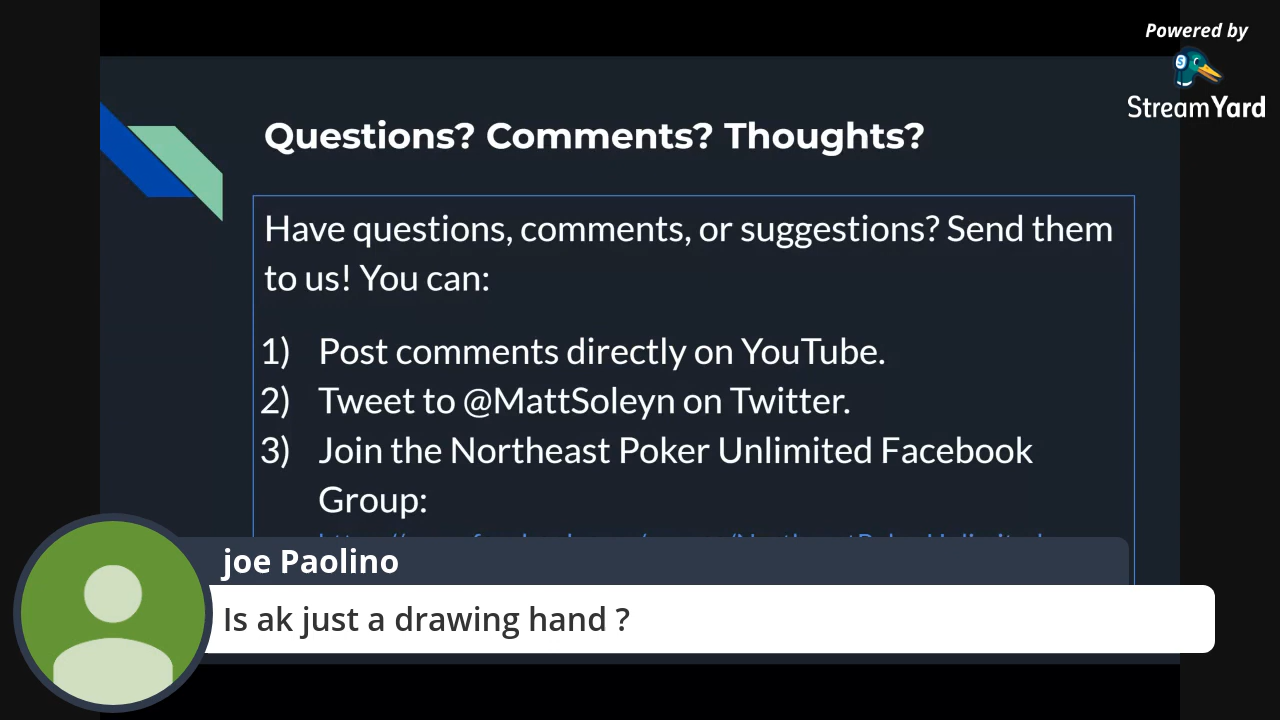 Powered by
StreamYard
Questions? Comments? Thoughts?
Have questions, comments, or suggestions? Send them
to us! You can:
1) Post comments directly on YouTube.
2) Tweet to @MattSoleyn on Twitter.
3) Join the Northeast Poker Unlimited Facebook
Group:
joe Paolino
Is ak just a drawing hand ?